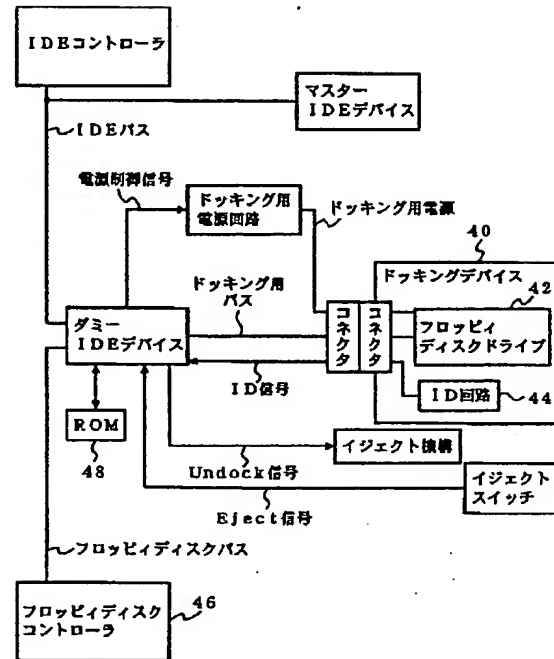 IDEコントローラ
マスター
IDEデバイス
IDEバス
電源制御信号
ドッキング用
電源回路
ドッキング用電源
40
ドッキングデバイス
42
ドッキング用
バス
ダミー
IDEデバイス
コネクタ
コネクタ
フロッピィ
ディスクドライブ
ID信号
ID回路
44
ROM
48
イジェクト機構
Undock信号
イジェクト
スイッチ
Eject信号
フロッピィディスクバス
フロッピィディスク
コントローラ
46